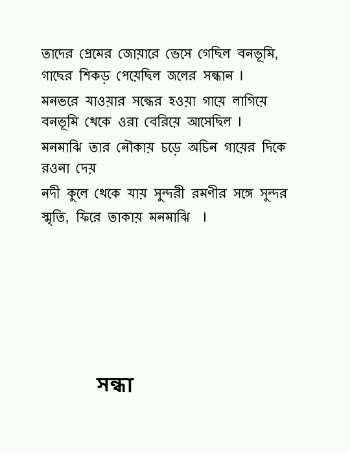 তাদের প্রেমের জোয়ারে ভেসে গেছিল বনভূমি,
গাছের শিকড় পেয়েছিল জলের সন্ধান ।
মনভরে যাওয়ার সন্ধের হওয়া গায়ে লাগিয়ে
বনভূমি থেকে ওরা বেরিয়ে আসেছিল ।
মনমাঝি তার নৌকায় চড়ে অচিন গায়ের দিকে
রওনা দেয়
নদী কুলে থেকে যায় সুন্দরী রমণীর সঙ্গে সুন্দর
স্মৃতি, ফিরে তাকায় মনমাঝি ।
সন্ধা